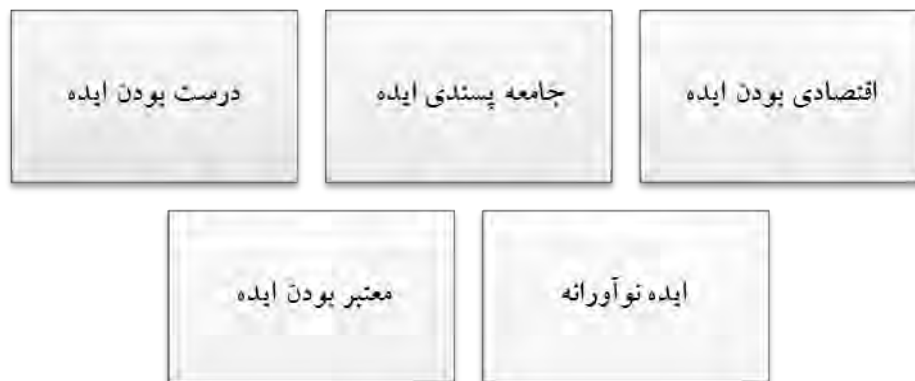 اقتصادی بودن ایده
جامعه پسندی ایده
درست بودن ایده
ایده نوآورانه
معتبر بودن ایده